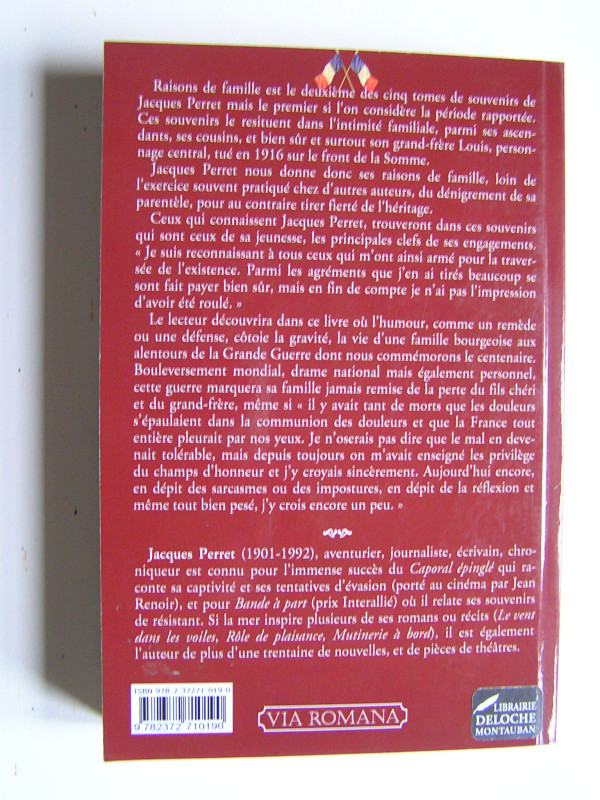 Raisons de famille est le deuxième des cinq tomes de souvenirs de
Jacques Perret mais le premier si l'on considère la période rapportée.
Ces souvenirs le resituent dans l'intimité familiale, parmi ses ascen-
dants, ses cousins, et bien sûr et surtout son grand-frère Louis, person-
nage central, tué en 1916 sur le front de la Somme.
Jacques Perret nous donne donc ses raisons de famille, loin de
l'exercice souvent pratiqué chez d'autres auteurs, du dénigrement de sa
parentèle, pour au contraire tirer fierté de l'héritage.
Ceux qui connaissent Jacques Perret, trouveront dans ces souvenirs
qui sont ceux de sa jeunesse, les principales clefs de ses engagements.
« Je suis reconnaissant à tous ceux qui m'ont ainsi armé pour la traver-
sée de l'existence. Parmi les agréments que j'en ai tirés beaucoup se
sont fait payer bien sûr, mais en fin de compte je n'ai pas l'impression
d'avoir été roulé. »
Le lecteur découvrira dans ce livre où l'humour, comme un remède
ou une défense, côtoie la gravité, la vie d'une famille bourgeoise aux
alentours de la Grande Guerre dont nous commémorons le centenaire.
Bouleversement mondial, drame national mais également personnel,
cette guerre marquera sa famille jamais remise de la perte du fils chéri
et du grand-frère, même si « il y avait tant de morts que les douleurs
s'épaulaient dans la communion des douleurs et que la France tout
entière pleurait par nos yeux. Je n'oserais pas dire que le mal en deve-
nait tolérable, mais depuis toujours on m'avait enseigné les privilège
du champs d'honneur et j'y croyais sincèrement. Aujourd'hui encore,
en dépit des sarcasmes ou des impostures, en dépit de la réflexion et
même tout bien pesé, j'y crois encore un peu. »
Jacques Perret (1901-1992), aventurier, journaliste, écrivain, chro-
niqueur est connu pour l'immense succès du Caporal épinglé qui ra-
conte sa captivité et ses tentatives d'évasion (porté au cinéma par Jean
Renoir), et pour Bande à part (prix Interallié) où il relate ses souvenirs
de résistant. Si la mer inspire plusieurs de ses romans ou récits (Le vent
dans les voiles, Rôle de plaisance, Mutinerie à bord), il est également
l'auteur de plus d'une trentaine de nouvelles, et de pièces de théâtres.
ISBN 978-2-37271-019-0
9 782372 710190
VIA ROMANA
LIBRAIRIE
DELOCHE
MONTAUBAN